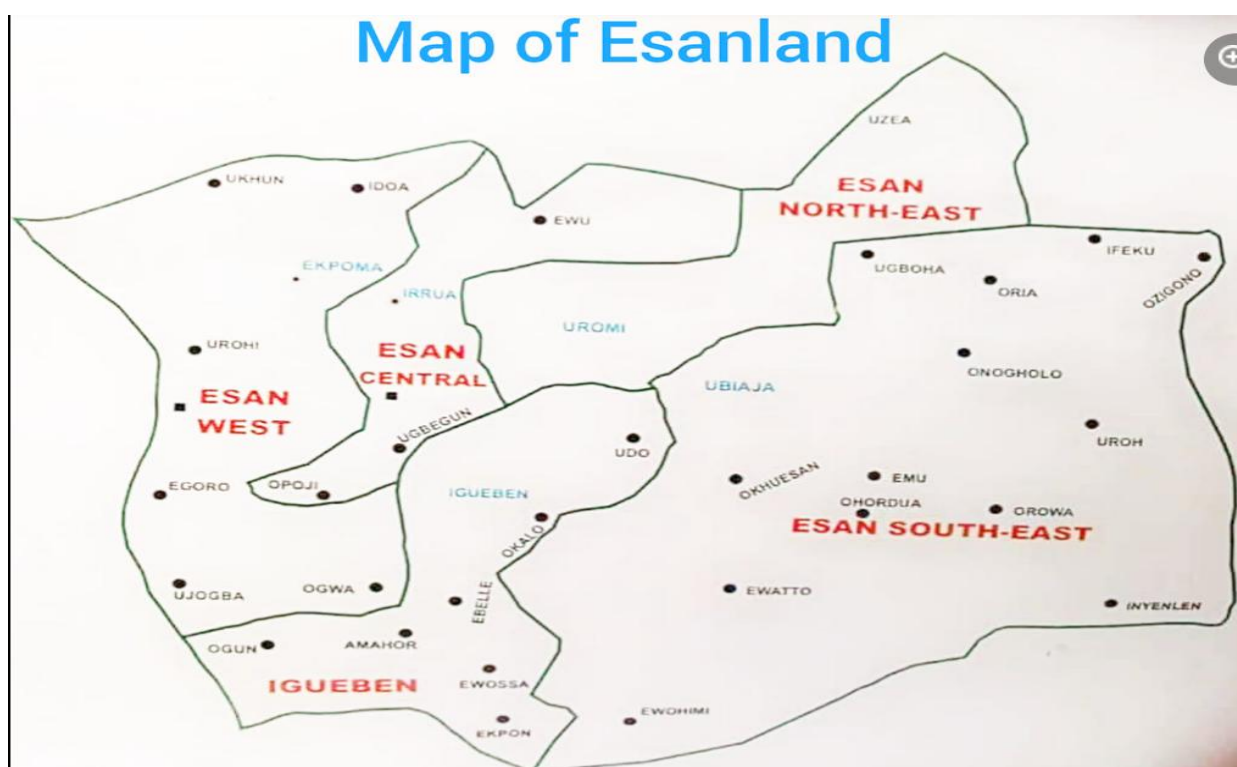 Map of Esanland
UZEA
ESAN
NORTH-EAST
UKHUN
IDOA
EWU
IFEKU
UGBOHA
OZIGONO
ORIA
EKPOMA
IRRUA
UROMI
UROHI
ESAN
CENTRAL
ONOGHOLO
UBIAJA
ESAN
WEST
UGBEGUN
UDO
UROH
EGORO
OPOJI
IGUEBEN
OKHUESAN
EMU
OHORDUA
OROWA
ESAN SOUTH-EAST
OKALO
UJOGBA
OGWA
EBELLE
EWATTO
INYENLEN
OGUN
AMAHOR
IGUEBEN
EWOSSA
EKPON
EWOHIMI